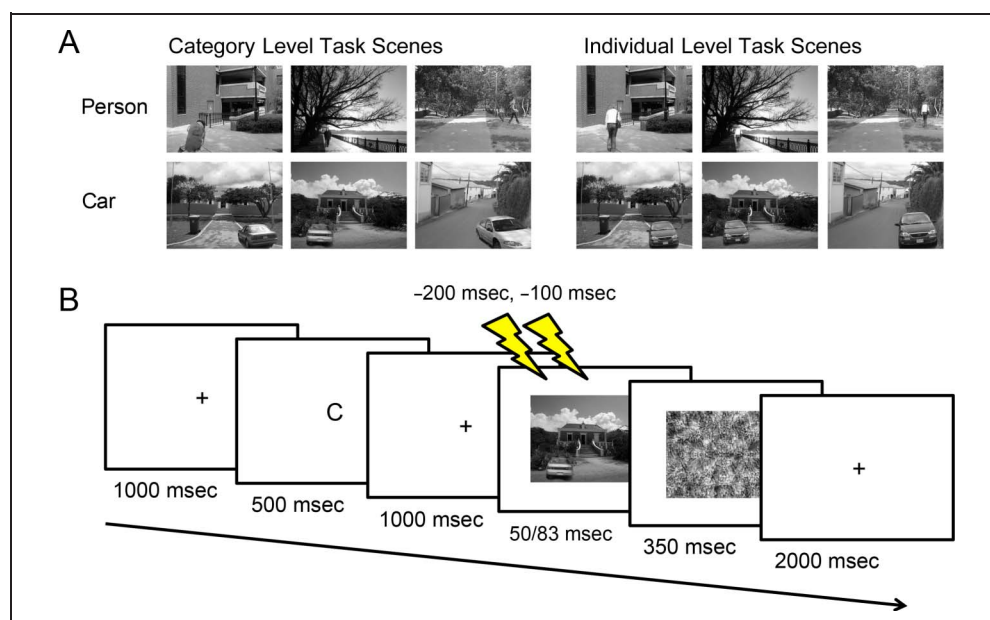 A
Category Level Task Scenes
Individual Level Task Scenes
Person
Car
B
–200 msec, –100 msec
+
C
+
+
1000 msec
500 msec
1000 msec
50/83 msec
350 msec
2000 msec